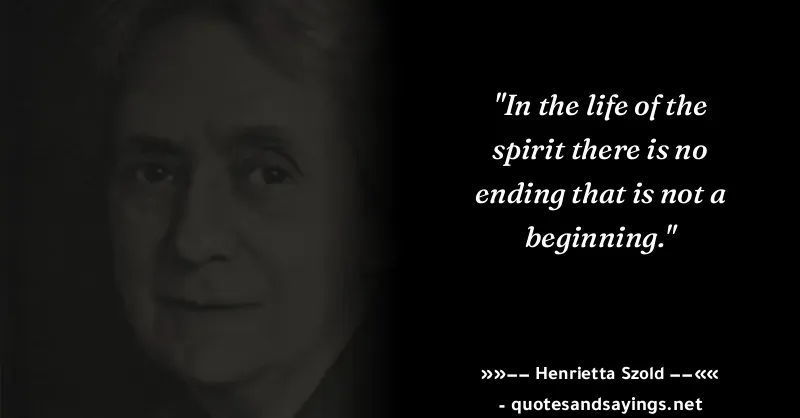 "In the life of the
spirit there is no
ending that is not a
beginning."
»»—— Henrietta Szold ——««
- quotesandsayings.net